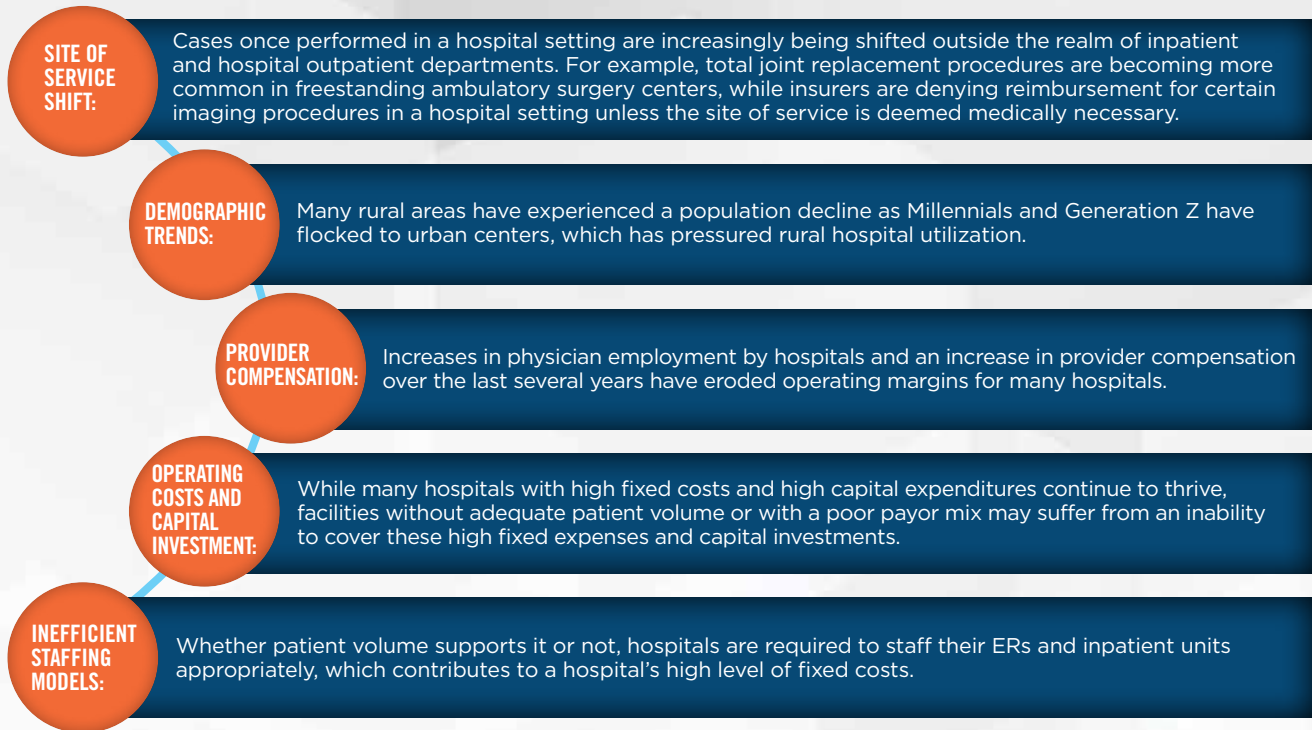 SITE OF
SERVICE
SHIFT:
Cases once performed in a hospital setting are increasingly being shifted outside the realm of inpatient
and hospital outpatient departments. For example, total joint replacement procedures are becoming more
common in freestanding ambulatory surgery centers, while insurers are denying reimbursement for certain
imaging procedures in a hospital setting unless the site of service is deemed medically necessary.
DEMOGRAPHIC
TRENDS:
Many rural areas have experienced a population decline as Millennials and Generation Z have
flocked to urban centers, which has pressured rural hospital utilization.
PROVIDER
COMPENSATION:
Increases in physician employment by hospitals and an increase in provider compensation
over the last several years have eroded operating margins for many hospitals.
OPERATING
COSTS AND
CAPITAL
INVESTMENT:
While many hospitals with high fixed costs and high capital expenditures continue to thrive,
facilities without adequate patient volume or with a poor payor mix may suffer from an inability
to cover these high fixed expenses and capital investments.
INEFFICIENT
STAFFING
MODELS:
Whether patient volume supports it or not, hospitals are required to staff their ERs and inpatient units
appropriately, which contributes to a hospital's high level of fixed costs.